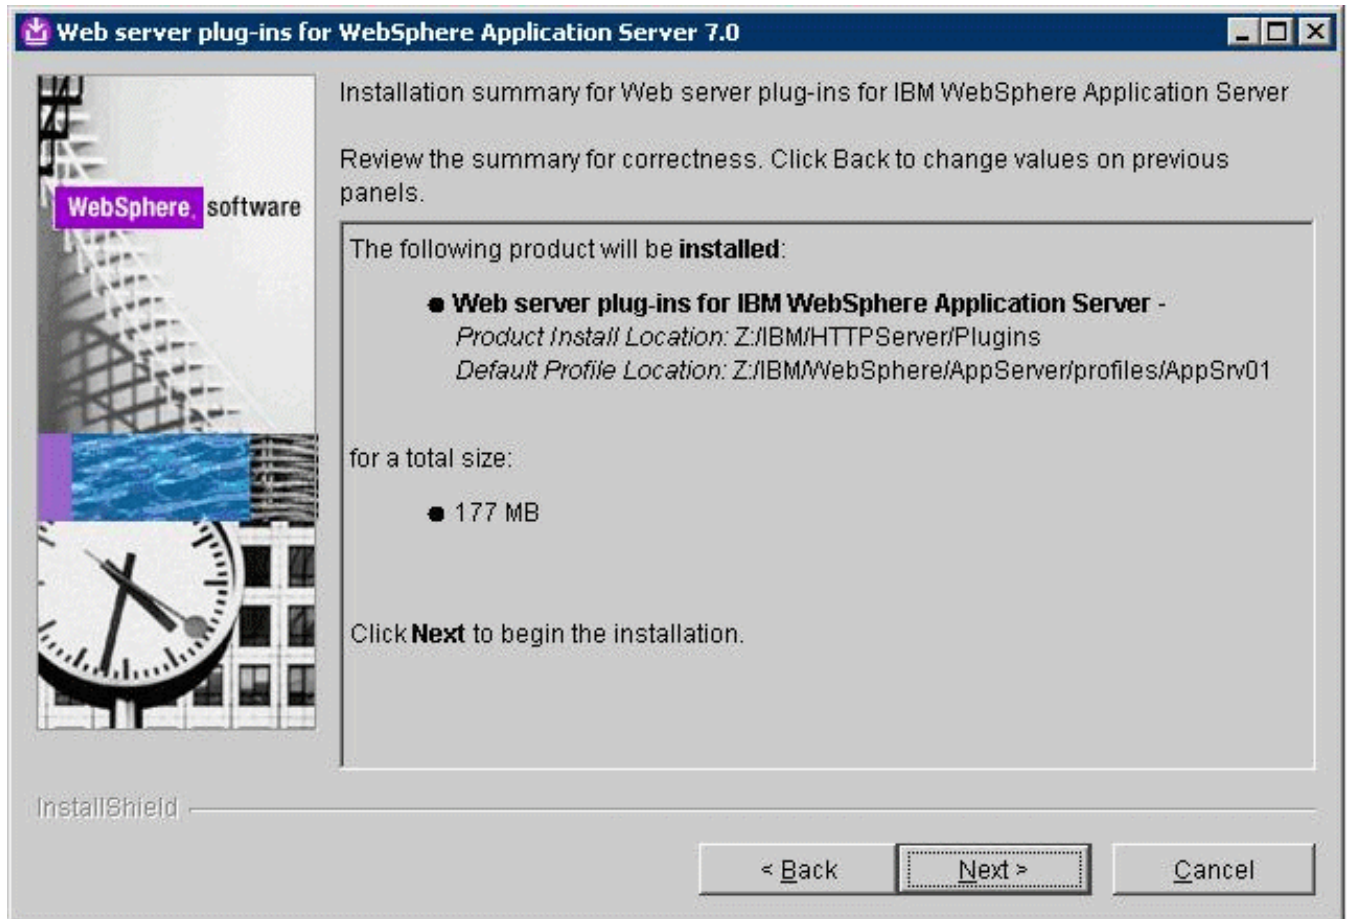 Web server plug-ins for WebSphere Application Server 7.0
Installation summary for Web server plug-ins for IBM WebSphere Application Server
Review the summary for correctness. Click Back to change values on previous
panels.
WebSphere. software
The following product will be installed:
● Web server plug-ins for IBM WebSphere Application Server -
Product Install Location: Z:/IBM/HTTPServer/Plugins
Default Profile Location: Z:/IBM/WebSphere/AppServer/profiles/AppSrv01
for a total size:
● 177 MB
Click Next to begin the installation.
InstallShield
< Back
Next >
Cancel